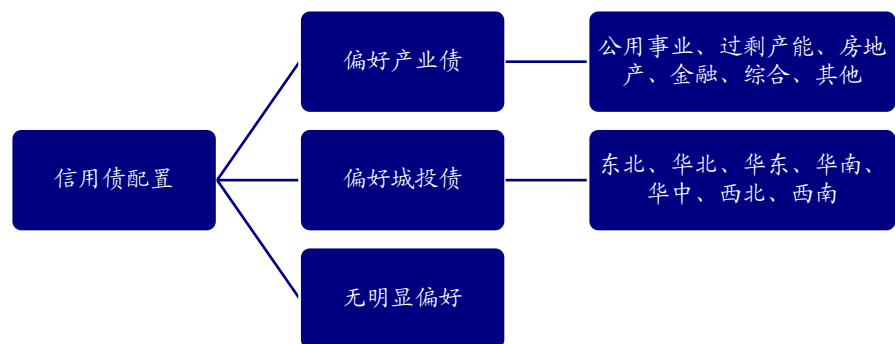 信用债配置
偏好产业债
公用事业、过剩产能、房地
产、金融、综合、其他
偏好城投债
东北、华北、华东、华南、
华中、西北、西南
无明显偏好